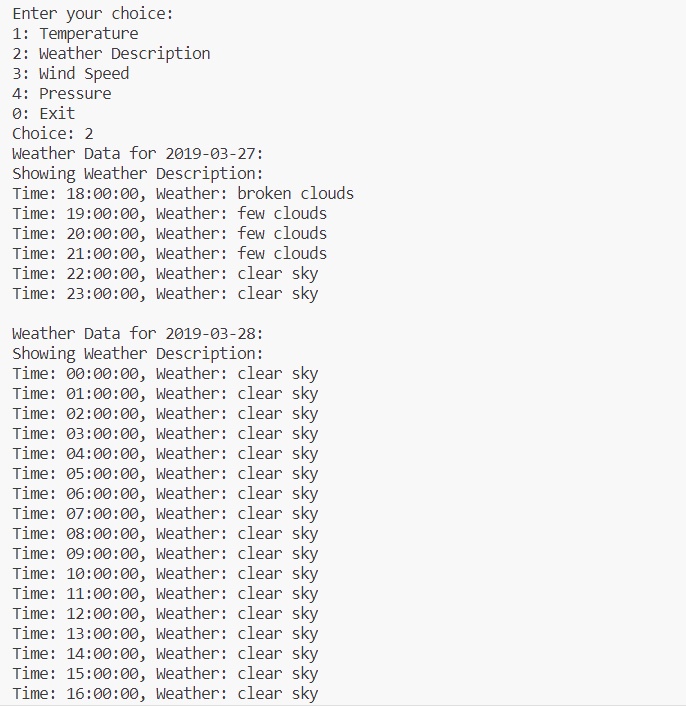 Enter your choice:
1: Temperature
2: Weather Description
3: Wind Speed
4: Pressure
0: Exit
Choice: 2
Weather Data for 2019-03-27:
Showing Weather Description:
Time: 18:00:00, Weather: broken clouds
Time: 19:00:00, Weather: few clouds
Time: 20:00:00, Weather: few clouds
Time: 21:00:00, Weather: few clouds
Time: 22:00:00, Weather: clear sky
Time: 23:00:00, Weather: clear sky

Weather Data for 2019-03-28:
Showing Weather Description:
Time: 00:00:00, Weather: clear sky
Time: 01:00:00, Weather: clear sky
Time: 02:00:00, Weather: clear sky
Time: 03:00:00, Weather: clear sky
Time: 04:00:00, Weather: clear sky
Time: 05:00:00, Weather: clear sky
Time: 06:00:00, Weather: clear sky
Time: 07:00:00, Weather: clear sky
Time: 08:00:00, Weather: clear sky
Time: 09:00:00, Weather: clear sky
Time: 10:00:00, Weather: clear sky
Time: 11:00:00, Weather: clear sky
Time: 12:00:00, Weather: clear sky
Time: 13:00:00, Weather: clear sky
Time: 14:00:00, Weather: clear sky
Time: 15:00:00, Weather: clear sky
Time: 16:00:00, Weather: clear sky